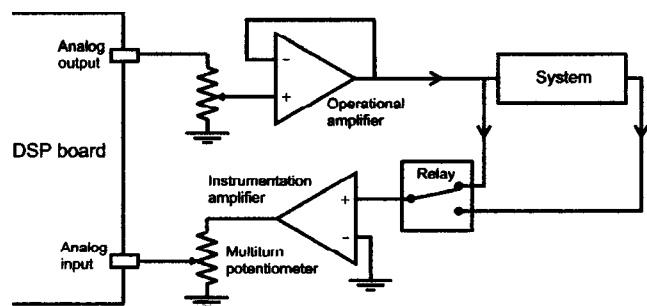 Analog
output
−
+
Operational
amplifier
System
DSP board
Instrumentation
amplifier
Relay
+
−
Analog
input
Multiturn
potentiometer